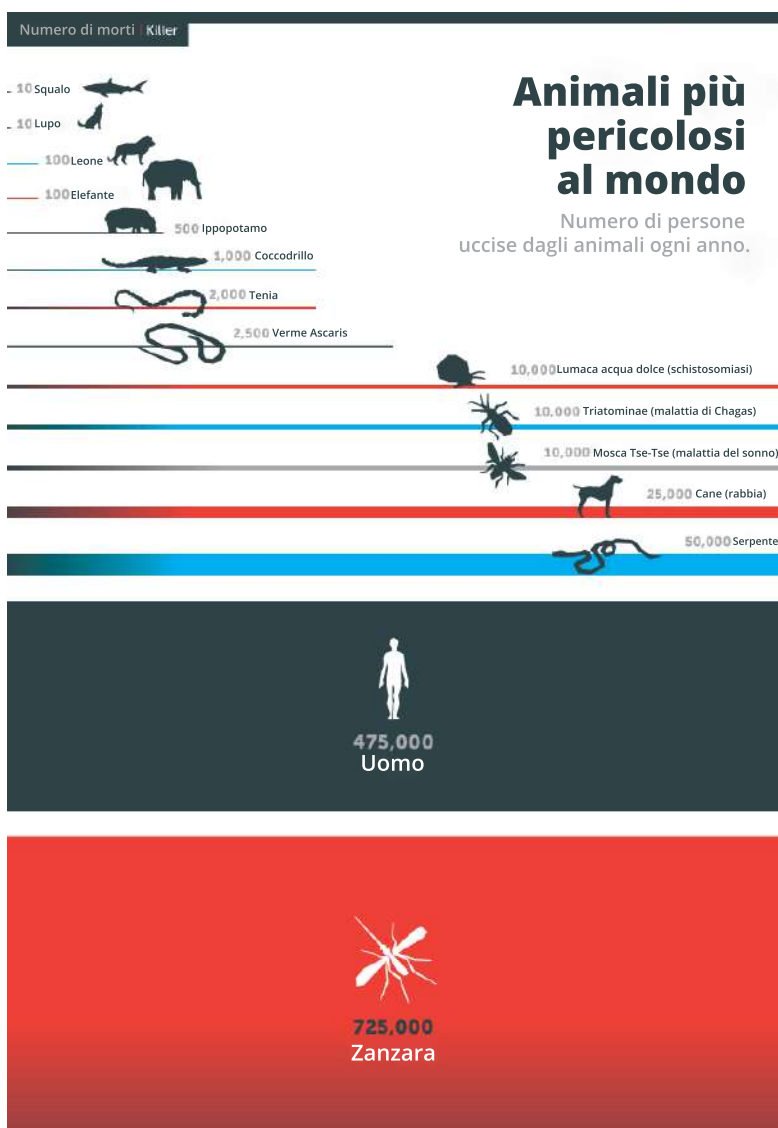 Numero di morti | Killer
Animali più
pericolosi
al mondo
Numero di persone
uccise dagli animali ogni anno.
10 Squalo
10 Lupo
100 Leone
100 Elefante
500 Ippopotamo
1,000 Coccodrillo
2,000 Tenia
2,500 Verme Ascaris
10,000 Lumaca acqua dolce (schistosomiasi)
10,000 Triatominae (malattia di Chagas)
10,000 Mosca Tse-Tse (malattia del sonno)
25,000 Cane (rabbia)
50,000 Serpente
475,000
Uomo
725,000
Zanzara